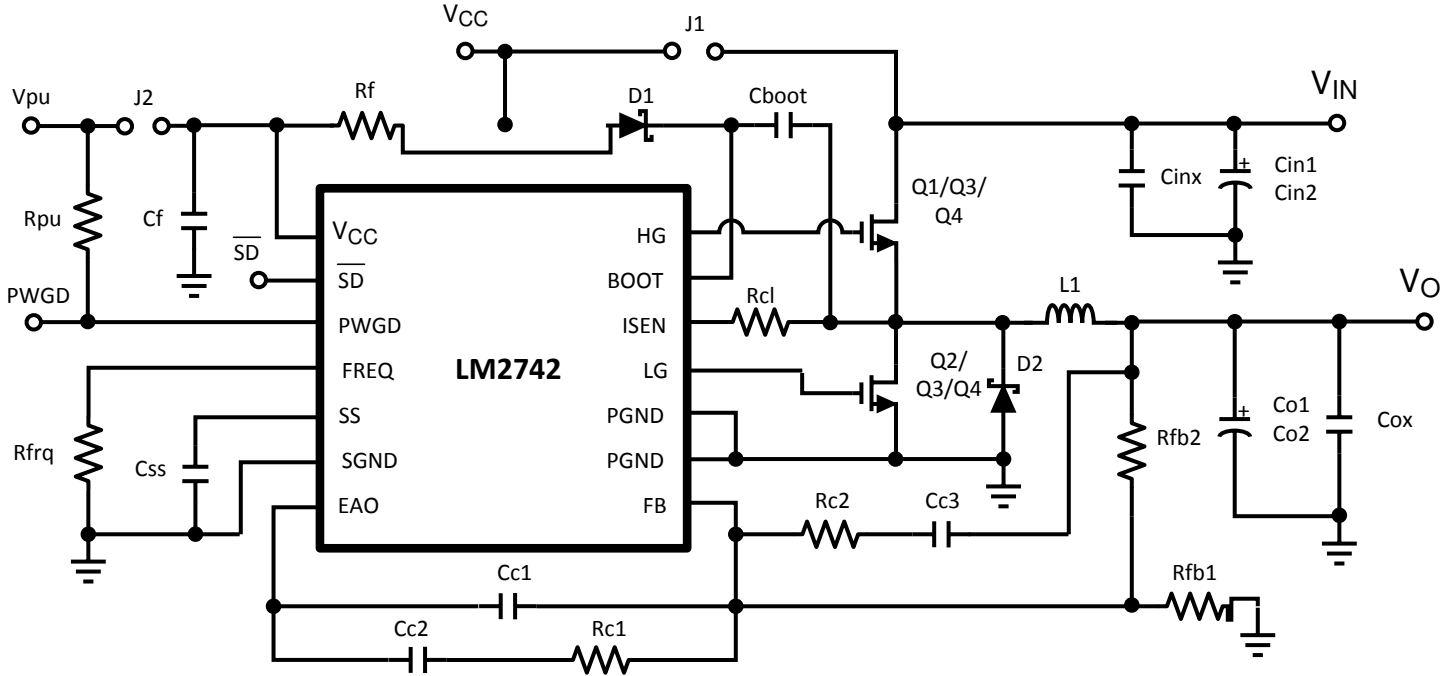 VCC
J1
Vpu
J2
Rf
D1
Cboot
VIN
Rpu
Cf
SD
PWGD
Q1/Q3/
Q4
Cinx
Cin1
Cin2
VCC
SD
PWGD
FREQ
SS
SGND
EAO
LM2742
HG
BOOT
ISEN
LG
PGND
PGND
FB
Rcl
L1
VO
Q2/
Q3/Q4
D2
Rfb2
Co1
Co2
Cox
Rfrq
Css
Rc2
Cc3
Cc1
Cc2
Rc1
Rfb1